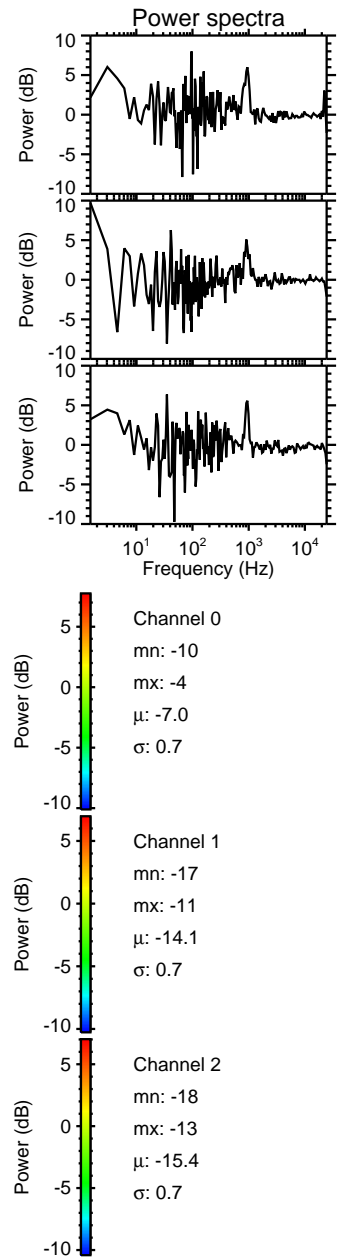 Power spectra
10
5
0
-5
-10
Power (dB)
10
5
0
-5
-10
Power (dB)
10
5
0
-5
-10
Power (dB)
10¹ 10² 10³ 10⁴
Frequency (Hz)
5
0
-5
-10
Power (dB)
Channel 0
mn: -10
mx: -4
μ: -7.0
σ: 0.7
5
0
-5
-10
Power (dB)
Channel 1
mn: -17
mx: -11
μ: -14.1
σ: 0.7
5
0
-5
-10
Power (dB)
Channel 2
mn: -18
mx: -13
μ: -15.4
σ: 0.7